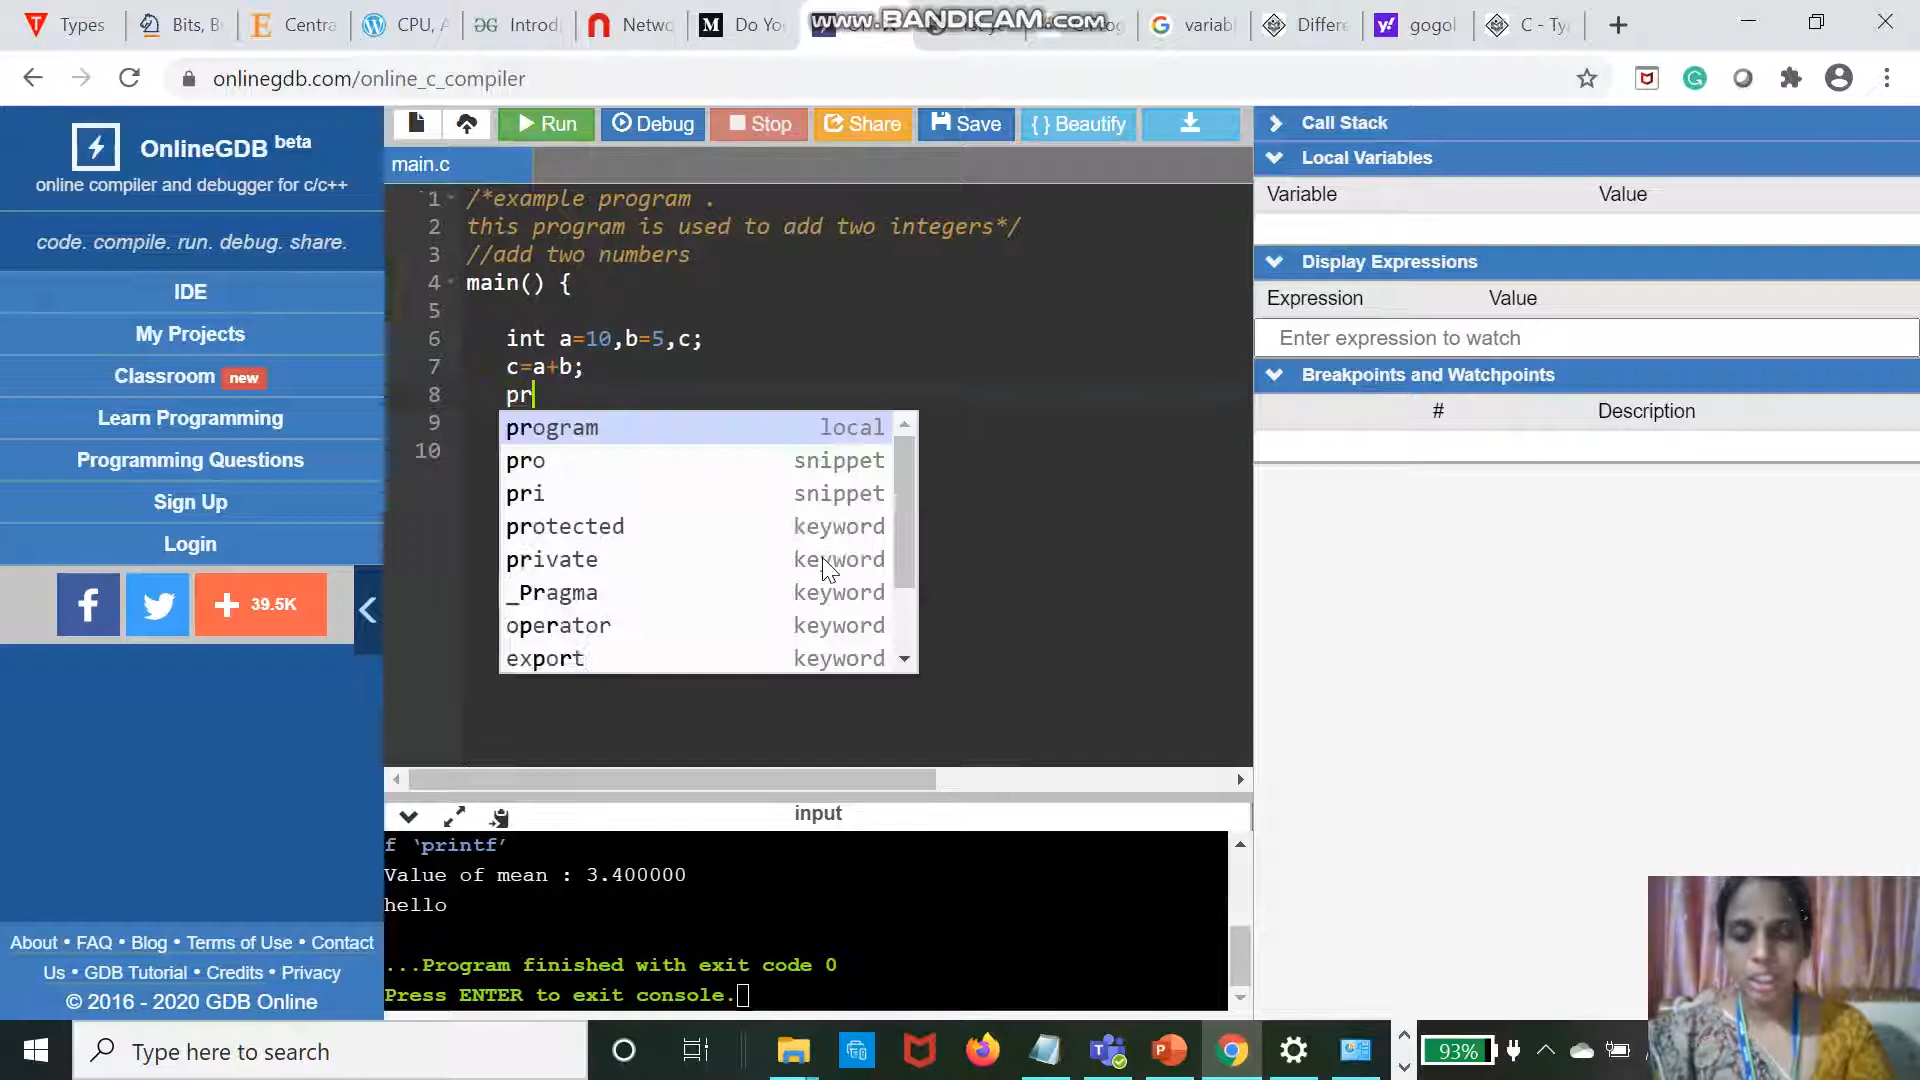 Types
Bits, B
Centra
CPU, A
Introd
Netwo
Do Yo
www.BANDICAM.com
variab
Differe
gogol
C - Ty
onlinegdb.com/online_c_compiler
OnlineGDB beta
online compiler and debugger for c/c++
code. compile. run. debug. share.
IDE
My Projects
Classroom new
Learn Programming
Programming Questions
Sign Up
Login
39.5K
About • FAQ • Blog • Terms of Use • Contact
Us • GDB Tutorial • Credits • Privacy
© 2016 - 2020 GDB Online
Run
Debug
Stop
Share
Save
{ } Beautify
main.c
1 /*example program .
2 this program is used to add two integers*/
3 //add two numbers
4 main() {
5
6 int a=10,b=5,c;
7 c=a+b;
8 pr
9
10
program local
pro snippet
pri snippet
protected keyword
private keyword
_Pragma keyword
operator keyword
export keyword
input
f ‘printf’
Value of mean : 3.400000
hello
...Program finished with exit code 0
Press ENTER to exit console.
Call Stack
Local Variables
Variable Value
Display Expressions
Expression Value
Enter expression to watch
Breakpoints and Watchpoints
# Description
Type here to search
93%